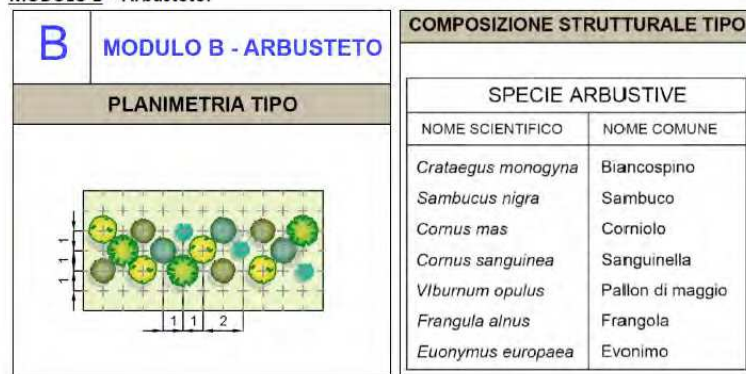 MODULO B - Arbusteto:
B
MODULO B - ARBUSTETO
PLANIMETRIA TIPO
1
1
1
1
1
2
COMPOSIZIONE STRUTTURALE TIPO
SPECIE ARBUSTIVE
NOME SCIENTIFICO NOME COMUNE
Crataegus monogyna Biancospino
Sambucus nigra Sambuco
Cornus mas Corniolo
Cornus sanguinea Sanguinella
VIburnum opulus Pallon di maggio
Frangula alnus Frangola
Euonymus europaea Evonimo